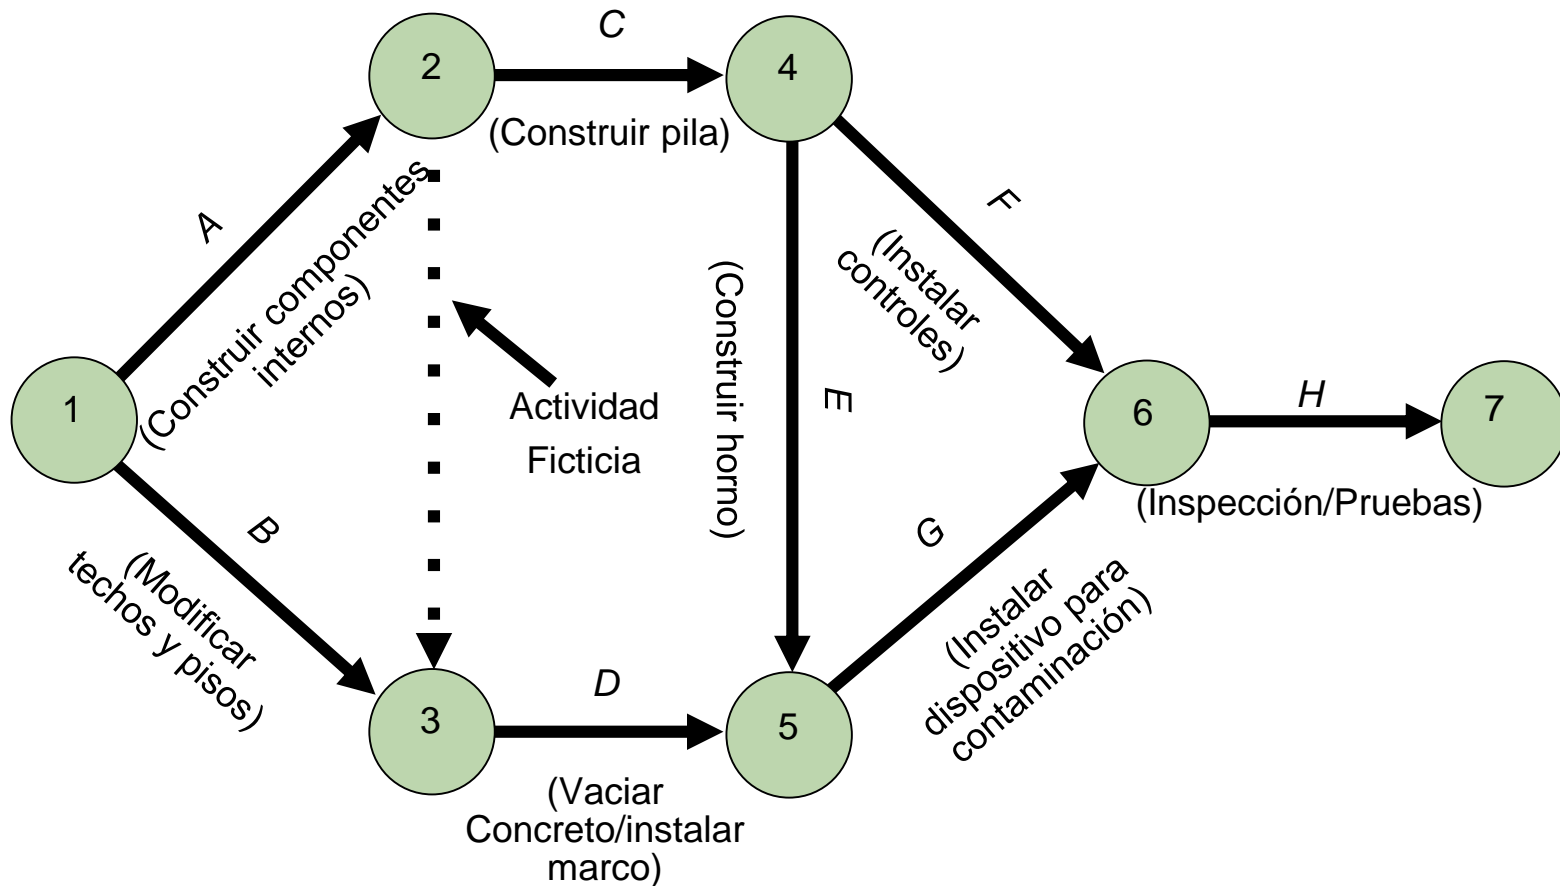 C
2
4
(Construir pila)
A
F
(Construir componentes
internos)
(Instalar
controles)
(Construir horno)
E
Actividad
Ficticia
1
6
H
7
(Inspección/Pruebas)
B
(Modificar
techos y pisos)
G
(Instalar
dispositivo para
contaminación)
3
D
5
(Vaciar
Concreto/instalar
marco)